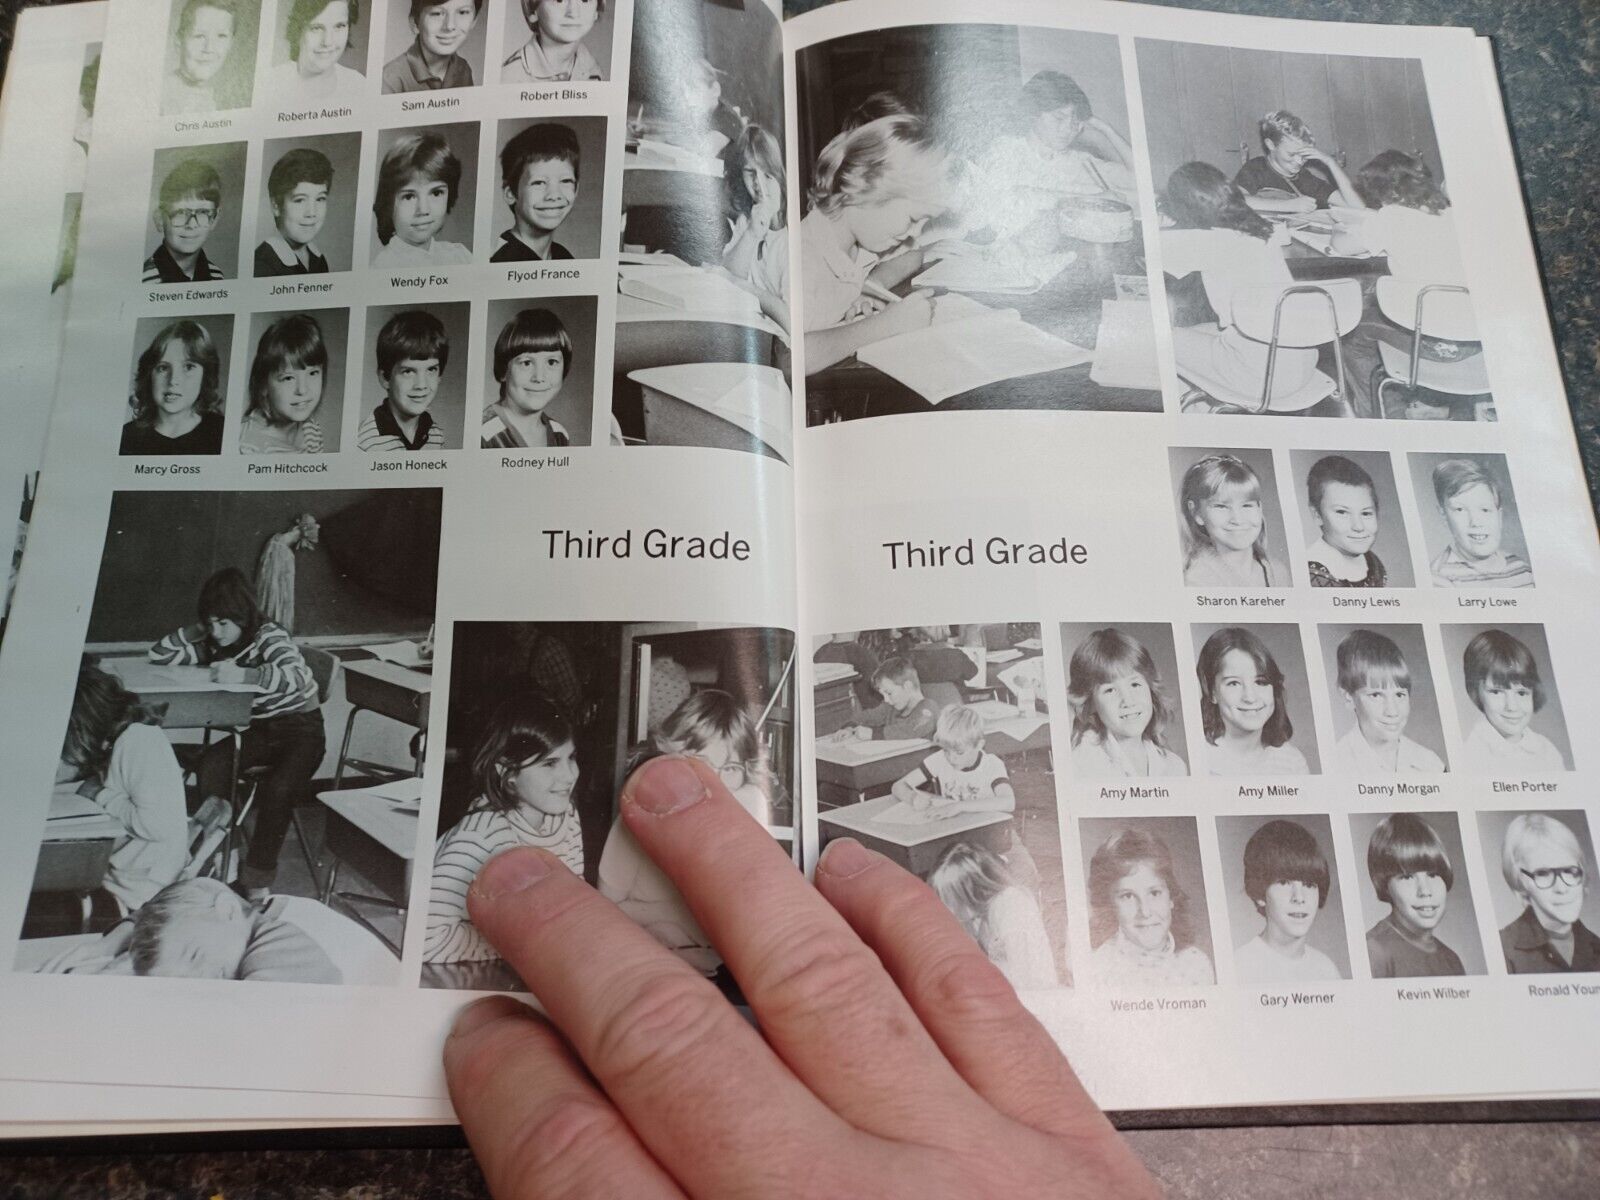 Chris Austin
Roberta Austin
Sam Austin
Robert Bliss
Steven Edwards
John Fenner
Wendy Fox
Flyod France
Marcy Gross
Pam Hitchcock
Jason Honeck
Rodney Hull
Third Grade
Third Grade
Sharon Kareher
Danny Lewis
Larry Lowe
Amy Martin
Amy Miller
Danny Morgan
Ellen Porter
Wende Vroman
Gary Werner
Kevin Wilber
Ronald